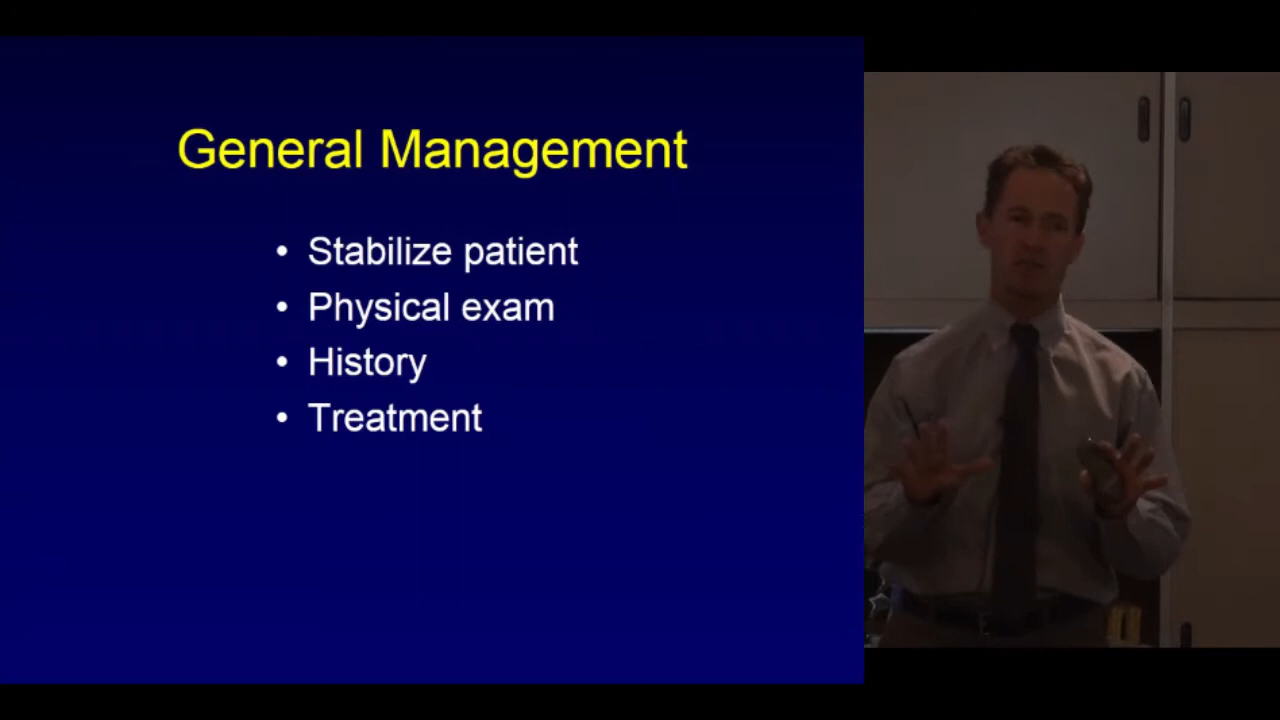 General Management
• Stabilize patient
• Physical exam
• History
• Treatment